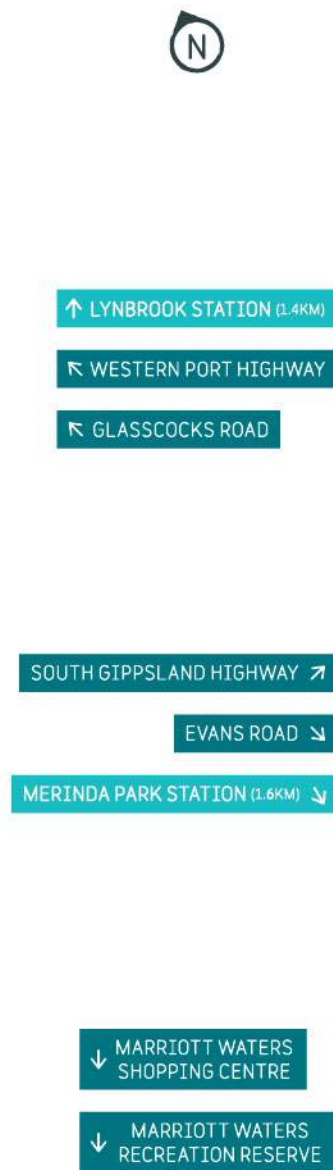 N
↑ LYNBROOK STATION (1.4KM)
↖ WESTERN PORT HIGHWAY
↖ GLASSCOCKS ROAD
SOUTH GIPPSLAND HIGHWAY ↗
EVANS ROAD ↘
MERINDA PARK STATION (1.6KM) ↘
↓ MARRIOTT WATERS
SHOPPING CENTRE
↓ MARRIOTT WATERS
RECREATION RESERVE